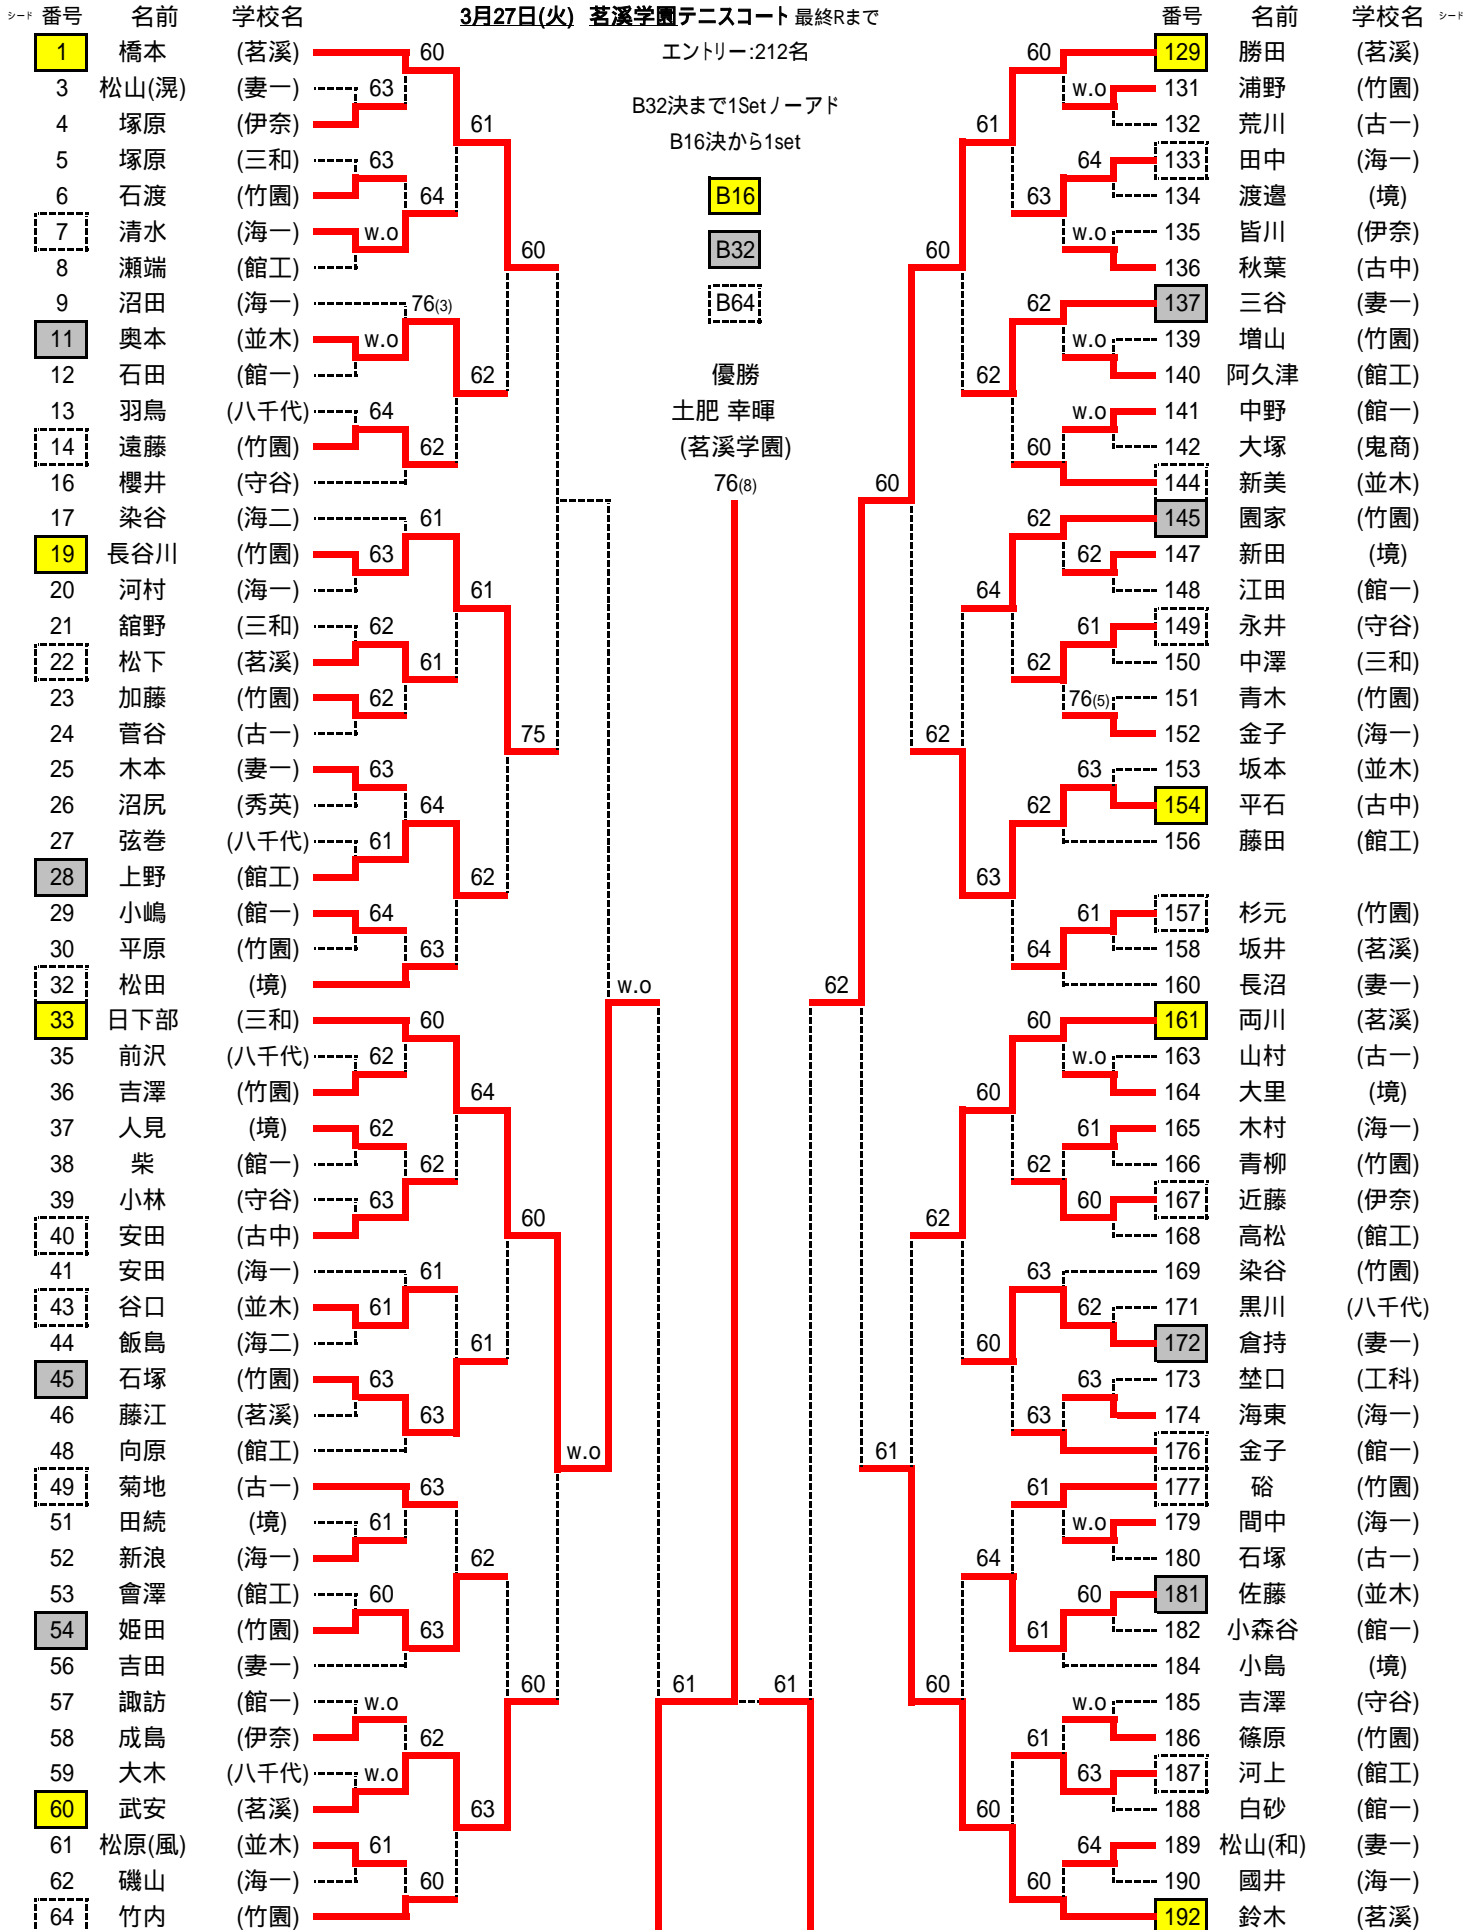 シード 番号 名前 学校名 3月27日(火) 茗溪学園テニスコート 最終Rまで 番号 名前 学校名 シード
1 橋本 (茗溪) 60 エントリー:212名 60 129 勝田 (茗溪)
3 松山(滉) (妻一) 63 w.o 131 浦野 (竹園)
B32決まで1Setノーアド
4 塚原 (伊奈) 61 61 132 荒川 (古一)
B16決から1set
5 塚原 (三和) 63 64 133 田中 (海一)
6 石渡 (竹園) 64 B16 63 134 渡邉 (境)
7 清水 (海一) w.o w.o 135 皆川 (伊奈)
8 瀬端 (館工) 60 B32 60 136 秋葉 (古中)
9 沼田 (海一) 76(3) B64 62 137 三谷 (妻一)
11 奥本 (並木) w.o w.o 139 増山 (竹園)
12 石田 (館一) 62 優勝 62 140 阿久津 (館工)
13 羽鳥 (八千代) 64 土肥 幸暉 w.o 141 中野 (館一)
14 遠藤 (竹園) 62 (茗溪学園) 60 142 大塚 (鬼商)
16 櫻井 (守谷) 76(8) 60 144 新美 (並木)
17 染谷 (海二) 61 62 145 園家 (竹園)
19 長谷川 (竹園) 63 62 147 新田 (境)
20 河村 (海一) 61 64 148 江田 (館一)
21 舘野 (三和) 62 61 149 永井 (守谷)
22 松下 (茗溪) 61 62 150 中澤 (三和)
23 加藤 (竹園) 62 76(5) 151 青木 (竹園)
24 菅谷 (古一) 75 62 152 金子 (海一)
25 木本 (妻一) 63 63 153 坂本 (並木)
26 沼尻 (秀英) 64 62 154 平石 (古中)
27 弦巻 (八千代) 61 156 藤田 (館工)
28 上野 (館工) 62 63
29 小嶋 (館一) 64 61 157 杉元 (竹園)
30 平原 (竹園) 63 64 158 坂井 (茗溪)
32 松田 (境) w.o 62 160 長沼 (妻一)
33 日下部 (三和) 60 60 161 両川 (茗溪)
35 前沢 (八千代) 62 w.o 163 山村 (古一)
36 吉澤 (竹園) 64 60 164 大里 (境)
37 人見 (境) 62 61 165 木村 (海一)
38 柴 (館一) 62 62 166 青柳 (竹園)
39 小林 (守谷) 63 60 167 近藤 (伊奈)
40 安田 (古中) 60 62 168 高松 (館工)
41 安田 (海一) 61 63 169 染谷 (竹園)
43 谷口 (並木) 61 62 171 黒川 (八千代)
44 飯島 (海二) 61 60 172 倉持 (妻一)
45 石塚 (竹園) 63 63 173 埜口 (工科)
46 藤江 (茗溪) 63 63 174 海東 (海一)
48 向原 (館工) w.o 61 176 金子 (館一)
49 菊地 (古一) 63 61 177 硲 (竹園)
51 田続 (境) 61 w.o 179 間中 (海一)
52 新浪 (海一) 62 64 180 石塚 (古一)
53 會澤 (館工) 60 60 181 佐藤 (並木)
54 姫田 (竹園) 63 61 182 小森谷 (館一)
56 吉田 (妻一) 184 小島 (境)
57 諏訪 (館一) w.o 60 61 61 60 w.o 185 吉澤 (守谷)
58 成島 (伊奈) 62 61 186 篠原 (竹園)
59 大木 (八千代) w.o 63 187 河上 (館工)
60 武安 (茗溪) 63 60 188 白砂 (館一)
61 松原(風) (並木) 61 64 189 松山(和) (妻一)
62 磯山 (海一) 60 60 190 國井 (海一)
64 竹内 (竹園) 192 鈴木 (茗溪)